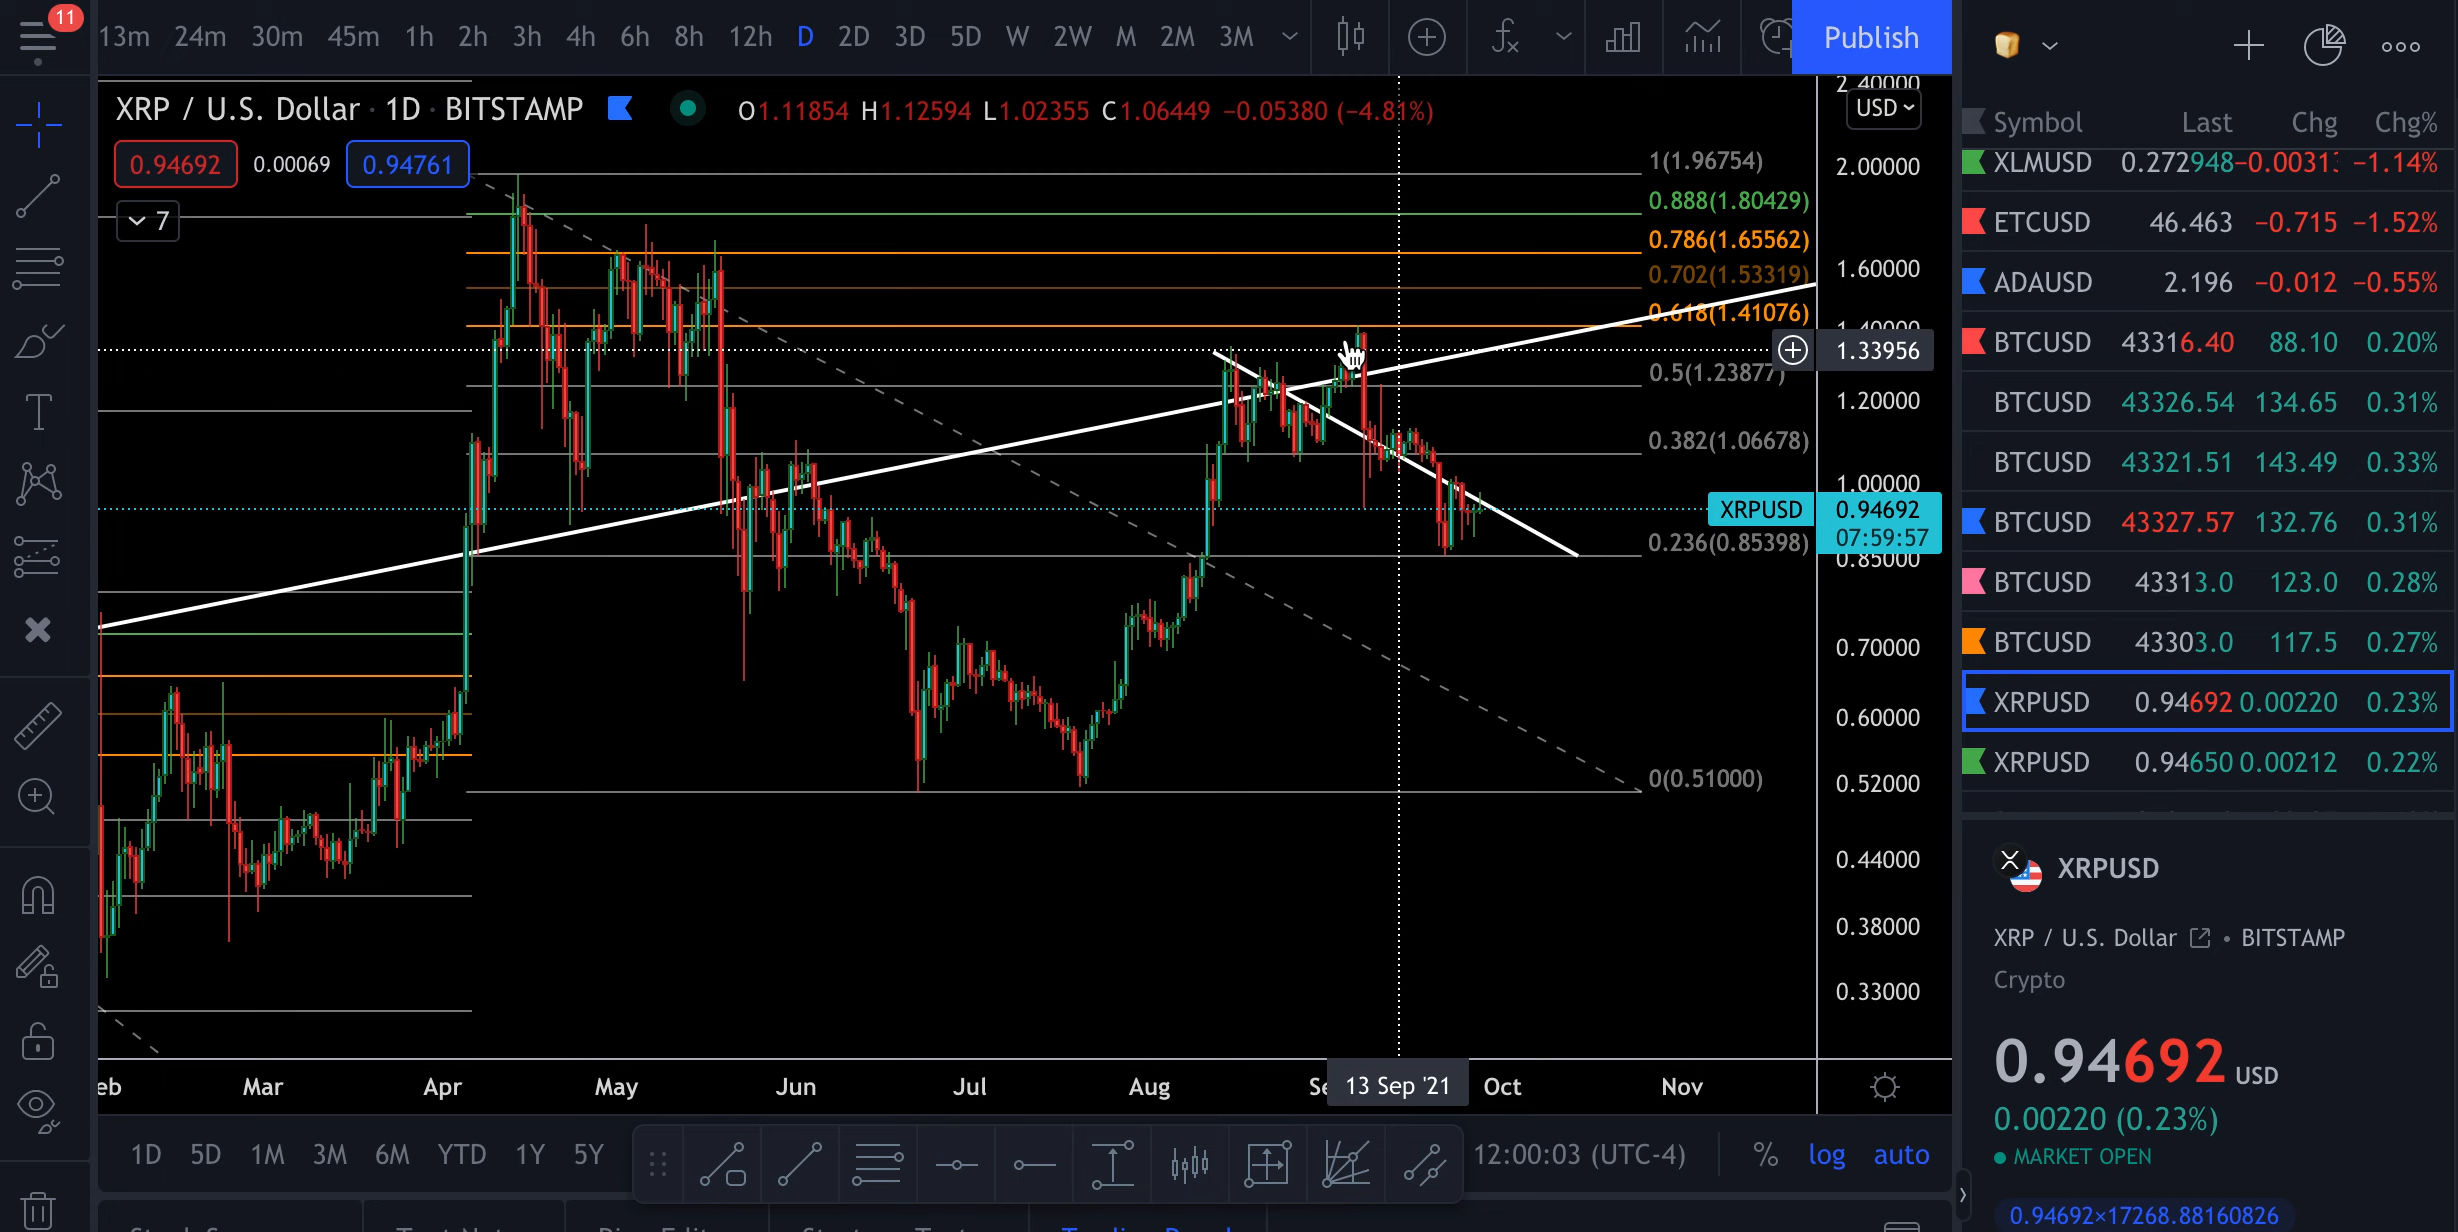 11
13m 24m 30m 45m 1h 2h 3h 4h 6h 8h 12h D 2D 3D 5D W 2W M 2M 3M
Publish
XRP / U.S. Dollar · 1D · BITSTAMP
O1.11854 H1.12594 L1.02355 C1.06449 −0.05380 (−4.81%)
0.94692 0.00069 0.94761
7
USD
2.40000
2.00000
1.60000
1.40000
1.33956
1.20000
1.00000
XRPUSD 0.94692
07:59:57
0.85000
0.70000
0.60000
0.52000
0.44000
0.38000
0.33000
1(1.96754)
0.888(1.80429)
0.786(1.65562)
0.702(1.53319)
0.618(1.41076)
0.5(1.23877)
0.382(1.06678)
0.236(0.85398)
0(0.51000)
eb Mar Apr May Jun Jul Aug Se 13 Sep '21 Oct Nov
1D 5D 1M 3M 6M YTD 1Y 5Y
12:00:03 (UTC-4) % log auto
Symbol Last Chg Chg%
XLMUSD 0.272948 −0.00313 −1.14%
ETCUSD 46.463 −0.715 −1.52%
ADAUSD 2.196 −0.012 −0.55%
BTCUSD 43316.40 88.10 0.20%
BTCUSD 43326.54 134.65 0.31%
BTCUSD 43321.51 143.49 0.33%
BTCUSD 43327.57 132.76 0.31%
BTCUSD 43313.0 123.0 0.28%
BTCUSD 43303.0 117.5 0.27%
XRPUSD 0.94692 0.00220 0.23%
XRPUSD 0.94650 0.00212 0.22%
XRPUSD
XRP / U.S. Dollar • BITSTAMP
Crypto
0.94692 USD
0.00220 (0.23%)
MARKET OPEN
0.94692×17268.88160826